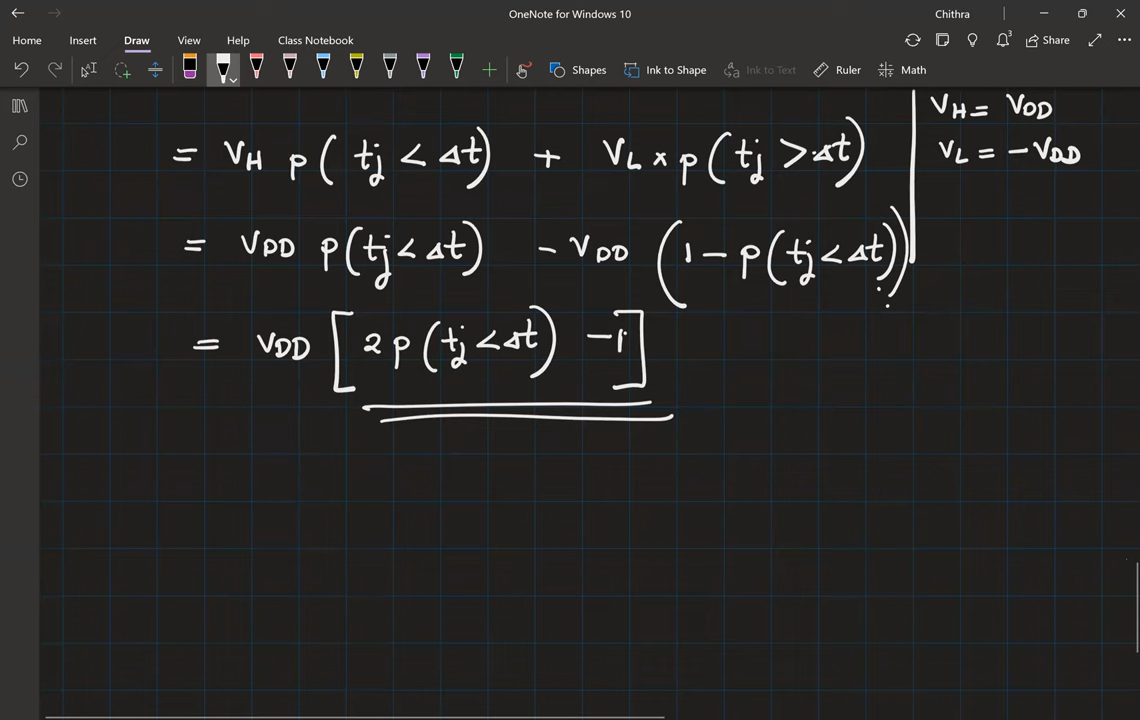 OneNote for Windows 10
Chithra
Home Insert Draw View Help Class Notebook
Share
Shapes Ink to Shape Ink to Text Ruler Math
= VH p( tj < Δt) + VL × p(tj > Δt)
VH = VDD
VL = -VDD
= VDD p(tj < Δt) - VDD (1 - p(tj < Δt))
= VDD [2 p(tj < Δt) - 1]